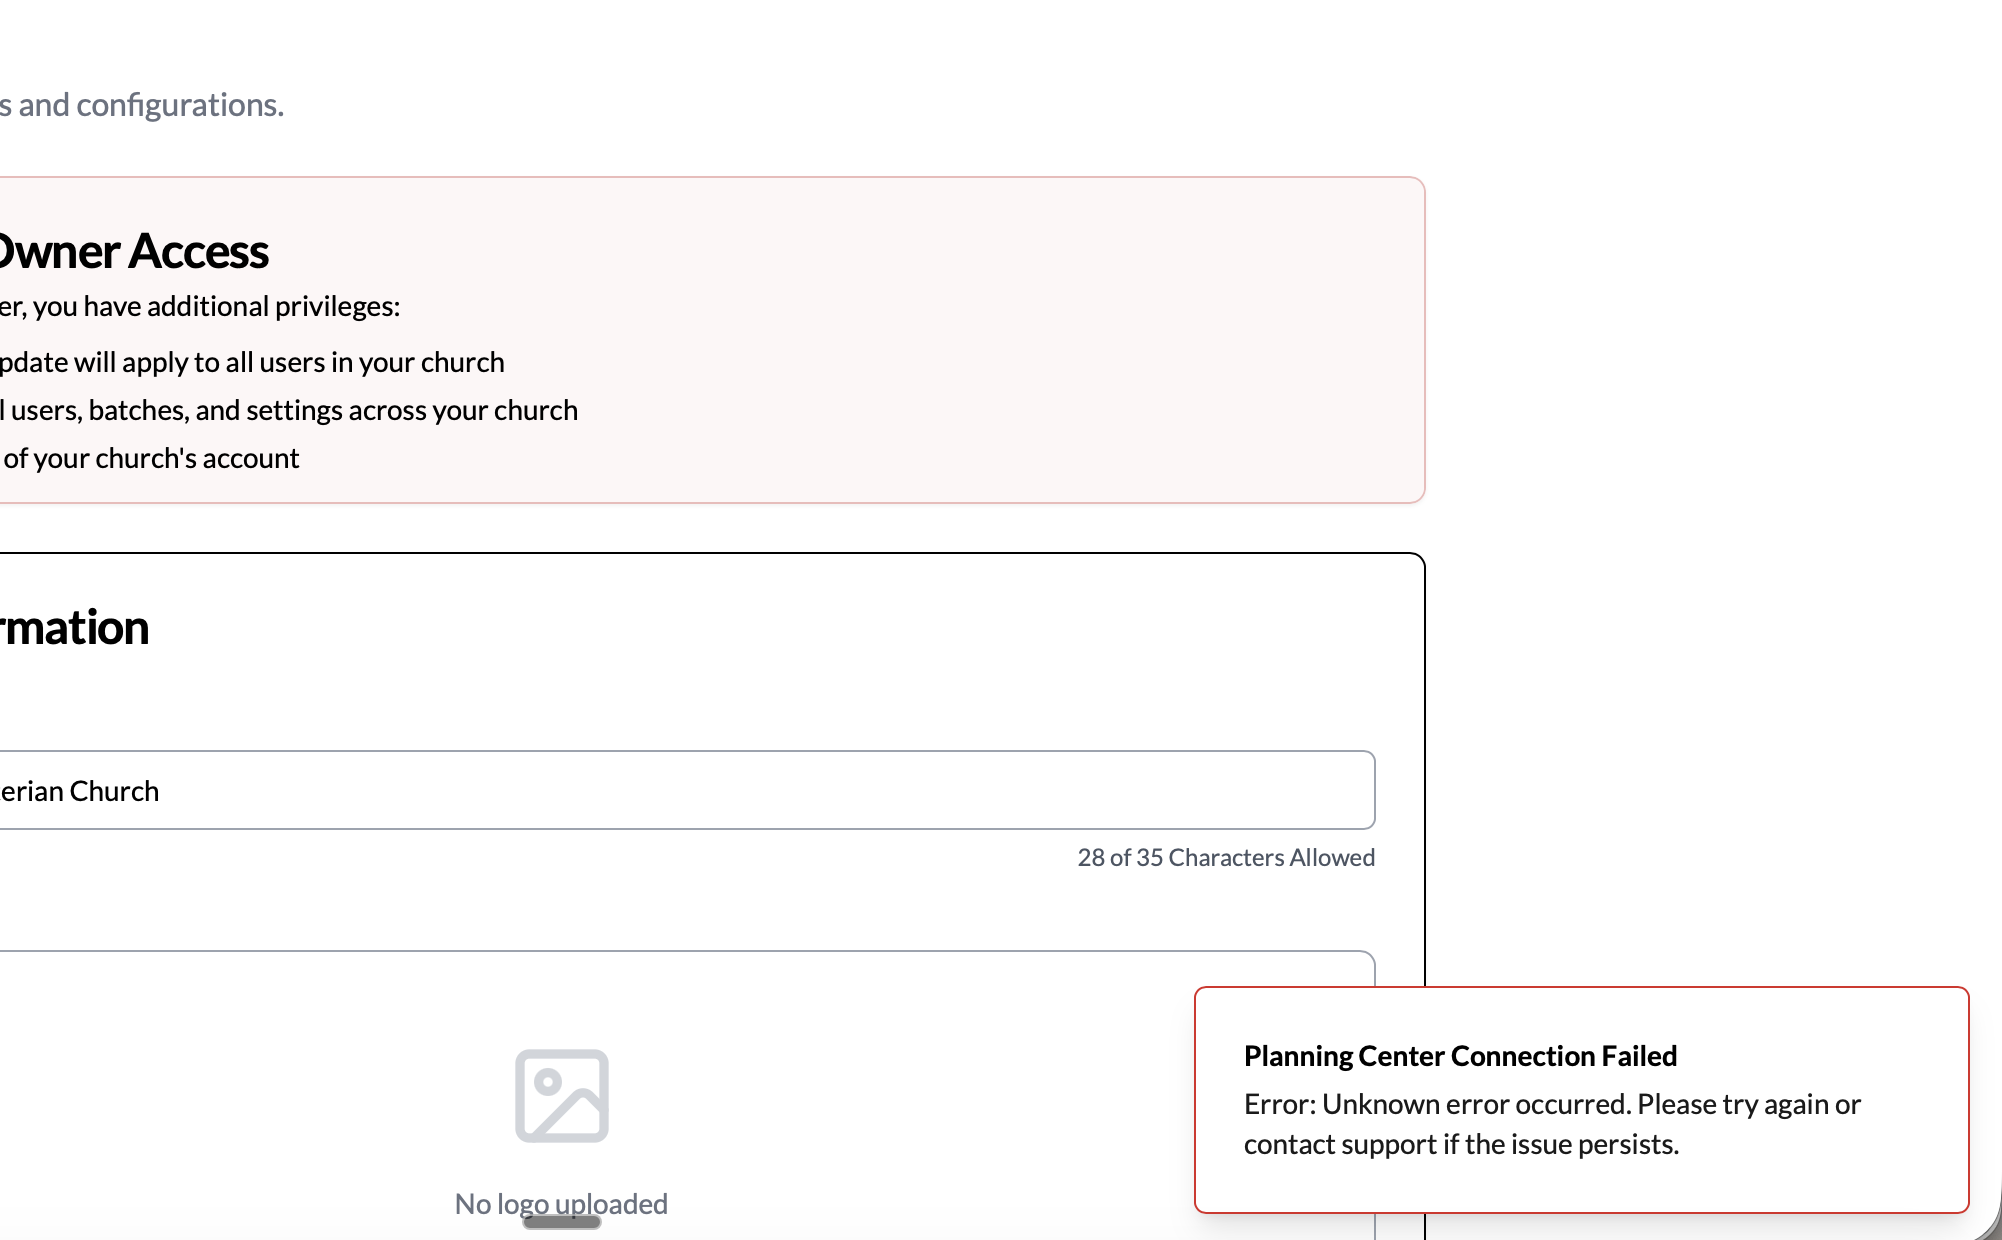 s and configurations.
Owner Access
er, you have additional privileges:
pdate will apply to all users in your church
l users, batches, and settings across your church
of your church's account
rmation
erian Church
28 of 35 Characters Allowed
No logo uploaded
Planning Center Connection Failed
Error: Unknown error occurred. Please try again or
contact support if the issue persists.